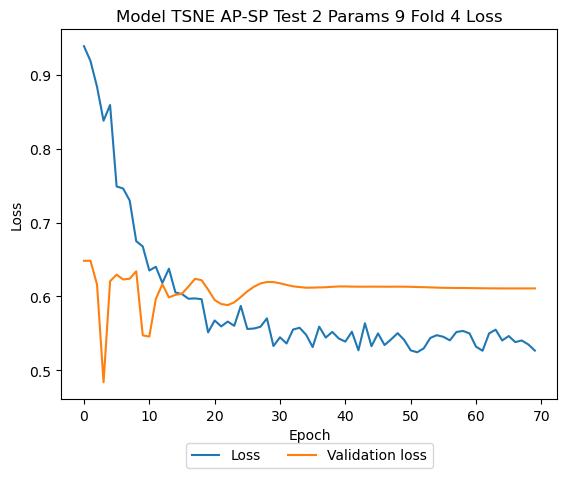 Model TSNE AP-SP Test 2 Params 9 Fold 4 Loss
0.9
0.8
0.7
0.6
0.5
Loss
0 10 20 30 40 50 60 70
Epoch
Loss Validation loss